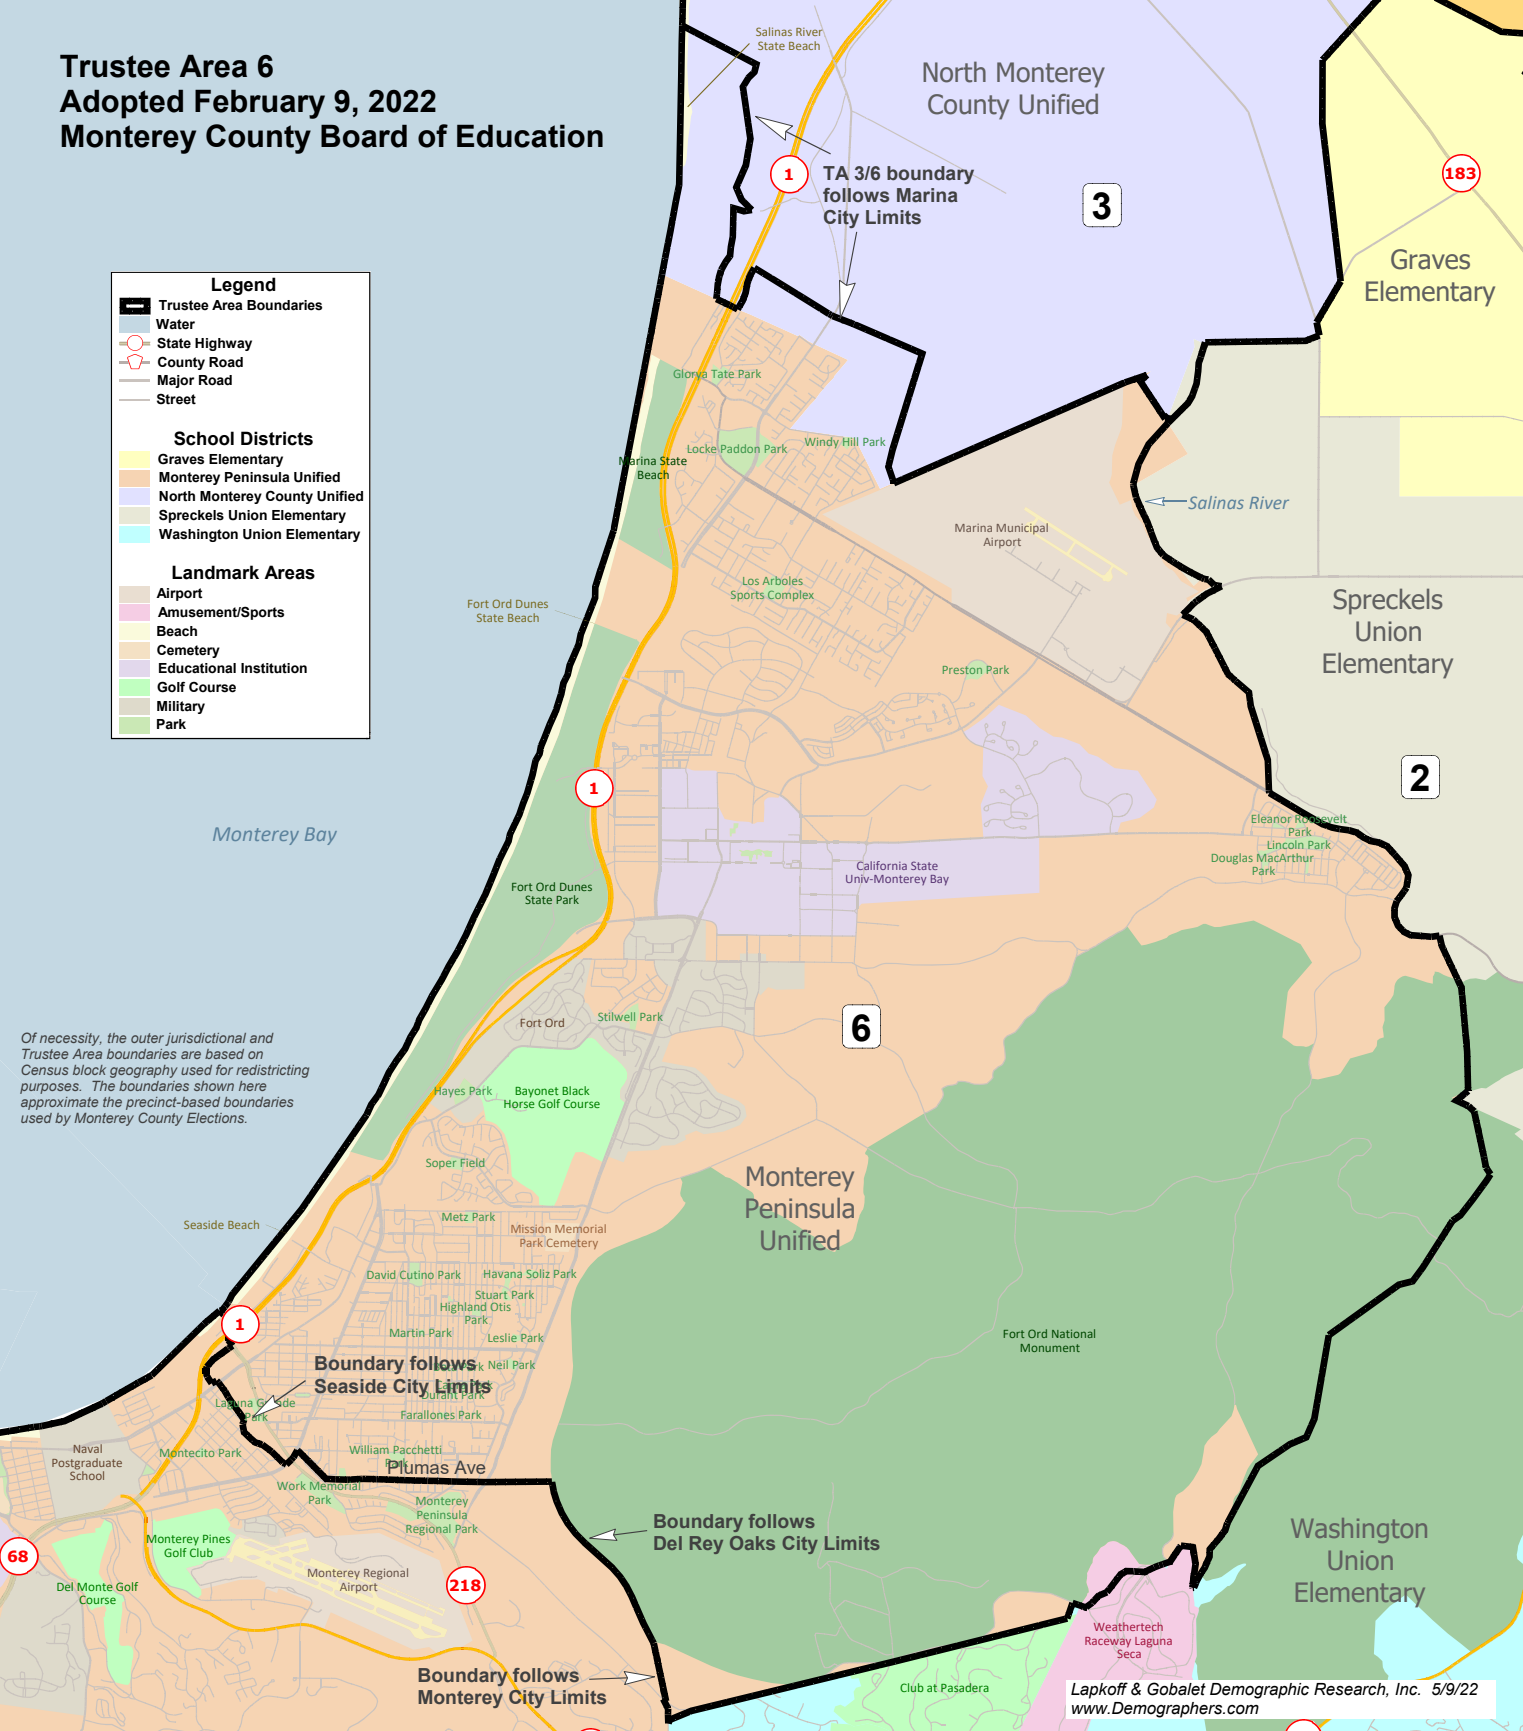 Trustee Area 6
Adopted February 9, 2022
Monterey County Board of Education
Salinas River
State Beach
North Monterey
County Unified
TA 3/6 boundary
follows Marina
City Limits
1
3
183
Graves
Elementary
Legend
Trustee Area Boundaries
Water
State Highway
County Road
Major Road
Street
School Districts
Graves Elementary
Monterey Peninsula Unified
North Monterey County Unified
Spreckels Union Elementary
Washington Union Elementary
Landmark Areas
Airport
Amusement/Sports
Beach
Cemetery
Educational Institution
Golf Course
Military
Park
Glorya Tate Park
Windy Hill Park
Locke Paddon Park
Marina State
Beach
Salinas River
Marina Municipal
Airport
Los Arboles
Sports Complex
Fort Ord Dunes
State Beach
Spreckels
Union
Elementary
Preston Park
2
1
Monterey Bay
Eleanor Roosevelt
Park
Lincoln Park
Douglas MacArthur
Park
California State
Univ-Monterey Bay
Fort Ord Dunes
State Park
Fort Ord
Stilwell Park
6
Of necessity, the outer jurisdictional and
Trustee Area boundaries are based on
Census block geography used for redistricting
purposes.  The boundaries shown here
approximate the precinct-based boundaries
used by Monterey County Elections.
Hayes Park
Bayonet Black
Horse Golf Course
Soper Field
Monterey
Peninsula
Unified
Seaside Beach
Metz Park
Mission Memorial
Park Cemetery
David Cutino Park
Havana Soliz Park
Stuart Park
Highland Otis
Park
1
Martin Park
Leslie Park
Fort Ord National
Monument
Boundary follows
Seaside City Limits
Neil Park
Durant Park
Laguna Grande
Park
Farallones Park
Montecito Park
William Pacchetti
Park
Plumas Ave
Naval
Postgraduate
School
Work Memorial
Park
Monterey
Peninsula
Regional Park
Boundary follows
Del Rey Oaks City Limits
Washington
Union
Elementary
Monterey Pines
Golf Club
68
Monterey Regional
Airport
218
Del Monte Golf
Course
Weathertech
Raceway Laguna
Seca
Boundary follows
Monterey City Limits
Club at Pasadera
Lapkoff & Gobalet Demographic Research, Inc.  5/9/22
www.Demographers.com